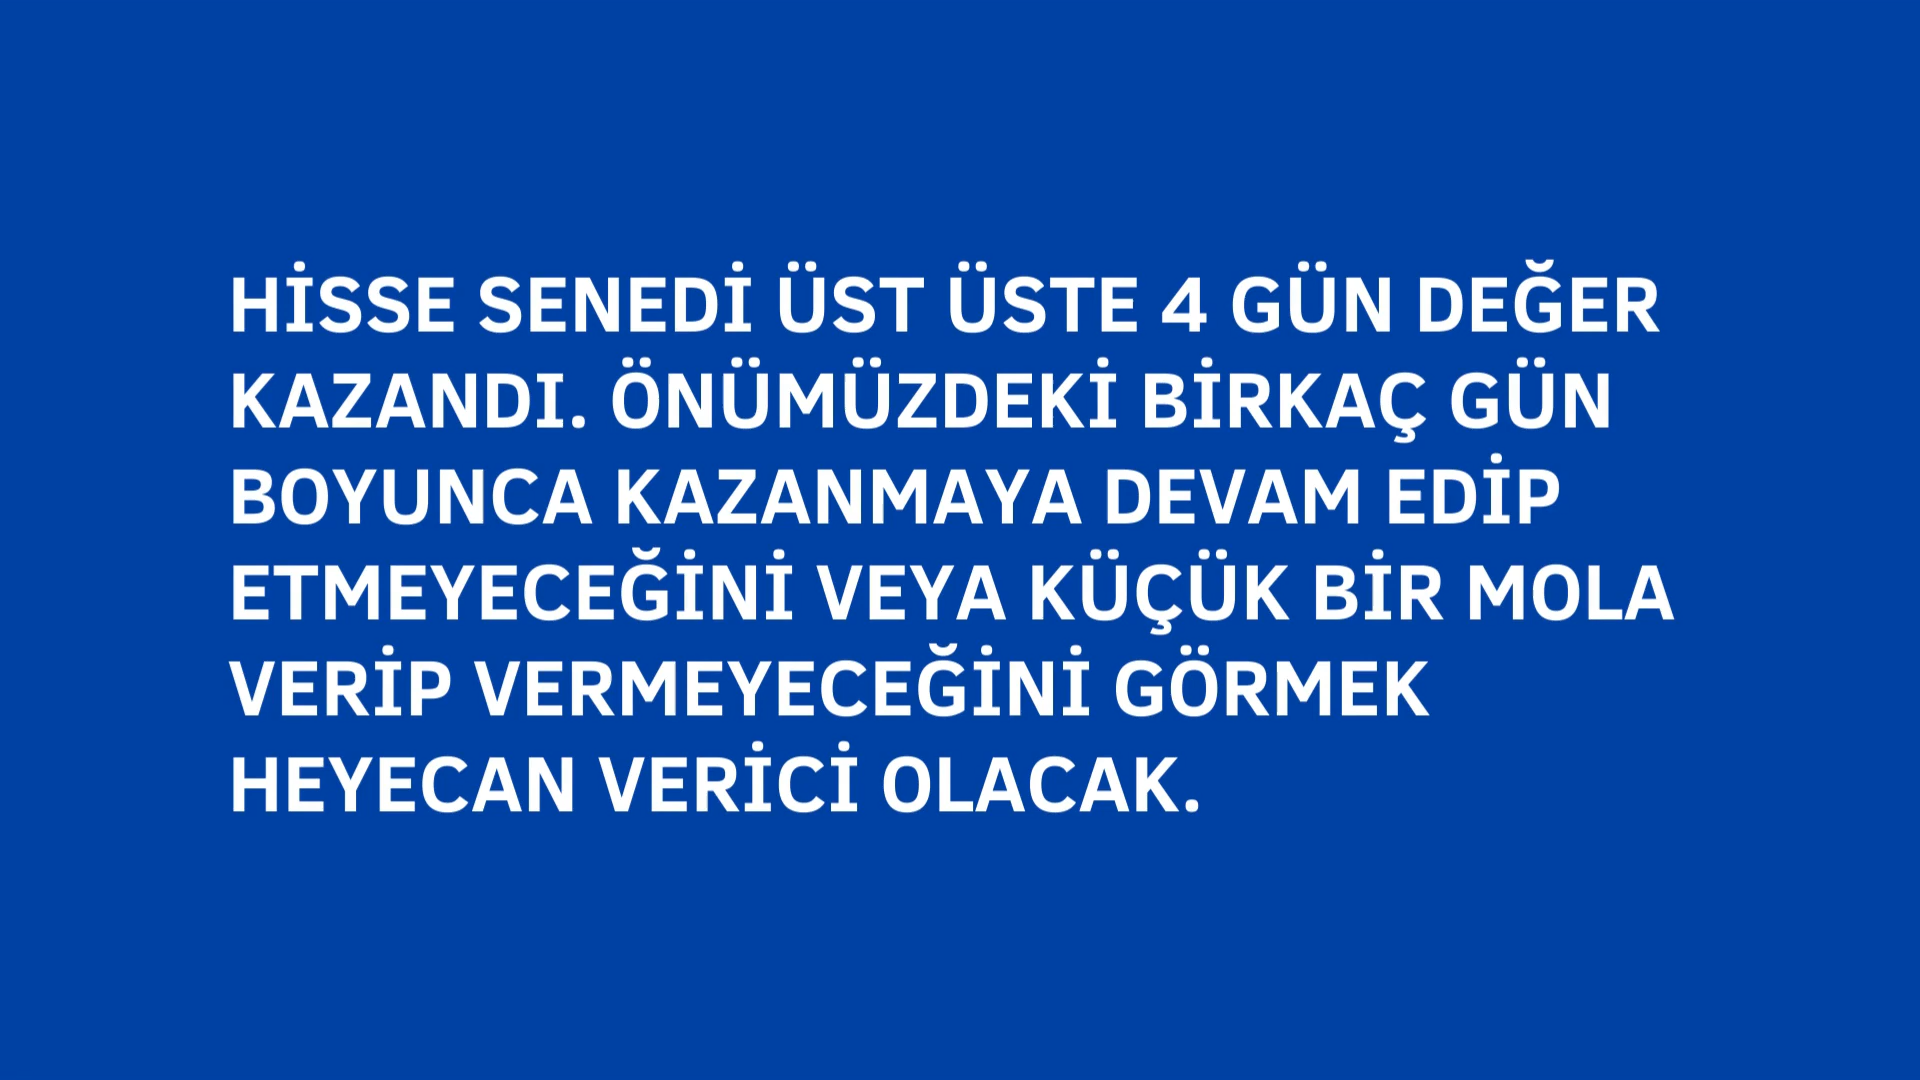 HİSSE SENEDİ ÜST ÜSTE 4 GÜN DEĞER
KAZANDI. ÖNÜMÜZDEKİ BİRKAÇ GÜN
BOYUNCA KAZANMAYA DEVAM EDİP
ETMEYECEĞİNİ VEYA KÜÇÜK BİR MOLA
VERİP VERMEYECEĞİNİ GÖRMEK
HEYECAN VERİCİ OLACAK.